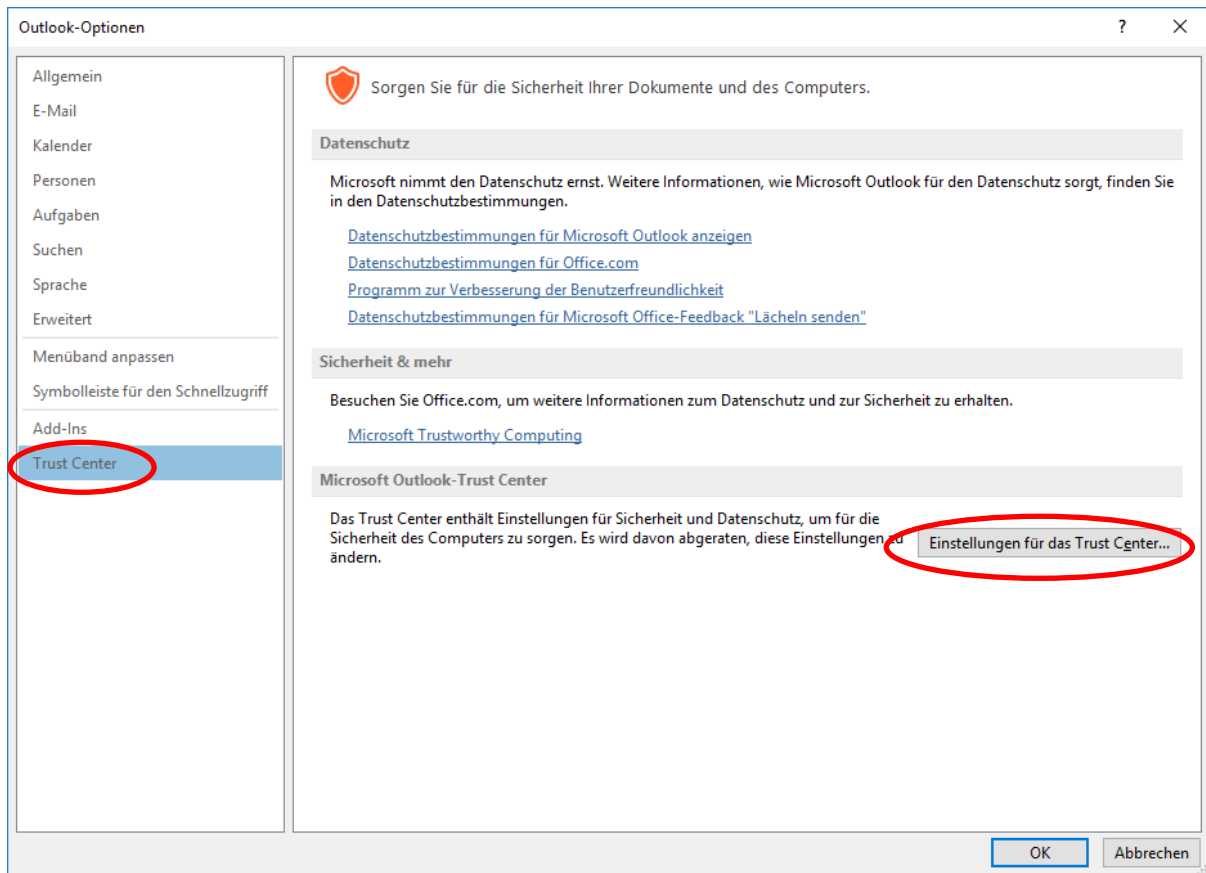 Outlook-Optionen
?
Allgemein
E-Mail
Kalender
Personen
Aufgaben
Suchen
Sprache
Erweitert
Menüband anpassen
Symbolleiste für den Schnellzugriff
Add-Ins
Trust Center
Sorgen Sie für die Sicherheit Ihrer Dokumente und des Computers.
Datenschutz
Microsoft nimmt den Datenschutz ernst. Weitere Informationen, wie Microsoft Outlook für den Datenschutz sorgt, finden Sie
in den Datenschutzbestimmungen.
Datenschutzbestimmungen für Microsoft Outlook anzeigen
Datenschutzbestimmungen für Office.com
Programm zur Verbesserung der Benutzerfreundlichkeit
Datenschutzbestimmungen für Microsoft Office-Feedback "Lächeln senden"
Sicherheit & mehr
Besuchen Sie Office.com, um weitere Informationen zum Datenschutz und zur Sicherheit zu erhalten.
Microsoft Trustworthy Computing
Microsoft Outlook-Trust Center
Das Trust Center enthält Einstellungen für Sicherheit und Datenschutz, um für die
Sicherheit des Computers zu sorgen. Es wird davon abgeraten, diese Einstellungen zu
ändern.
Einstellungen für das Trust Center...
OK
Abbrechen